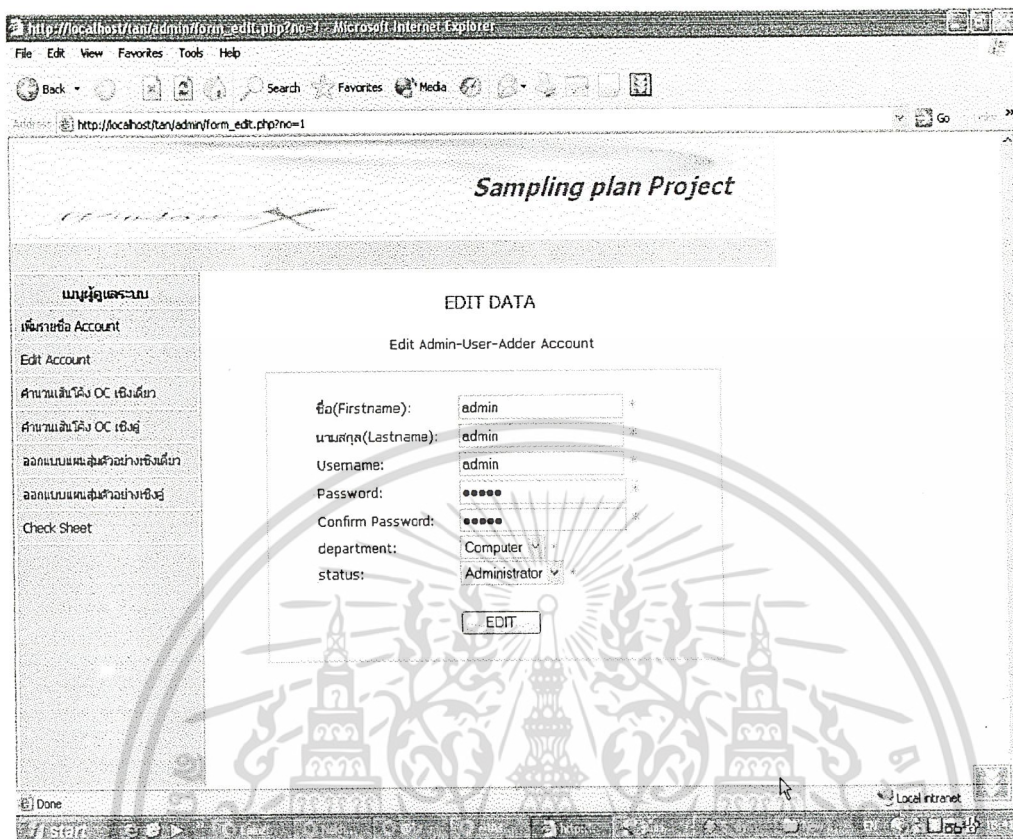 http://localhost/tan/admin/form_edit.php?no=1 - Microsoft Internet Explorer
File Edit View Favorites Tools Help
Back Search Favorites Media
Address http://localhost/tan/admin/form_edit.php?no=1 Go
Sampling plan Project
เมนูผู้ดูแลระบบ
เพิ่มรายชื่อ Account
Edit Account
คำนวนเส้นโค้ง OC เชิงเดี่ยว
คำนวนเส้นโค้ง OC เชิงคู่
ออกแบบแผนสุ่มตัวอย่างเชิงเดี่ยว
ออกแบบแผนสุ่มตัวอย่างเชิงคู่
Check Sheet
EDIT DATA
Edit Admin-User-Adder Account
ชื่อ(Firstname): admin *
นามสกุล(Lastname): admin *
Username: admin *
Password: ●●●●● *
Confirm Password: ●●●●● *
department: Computer
status: Administrator *
EDIT
Done Local intranet
start